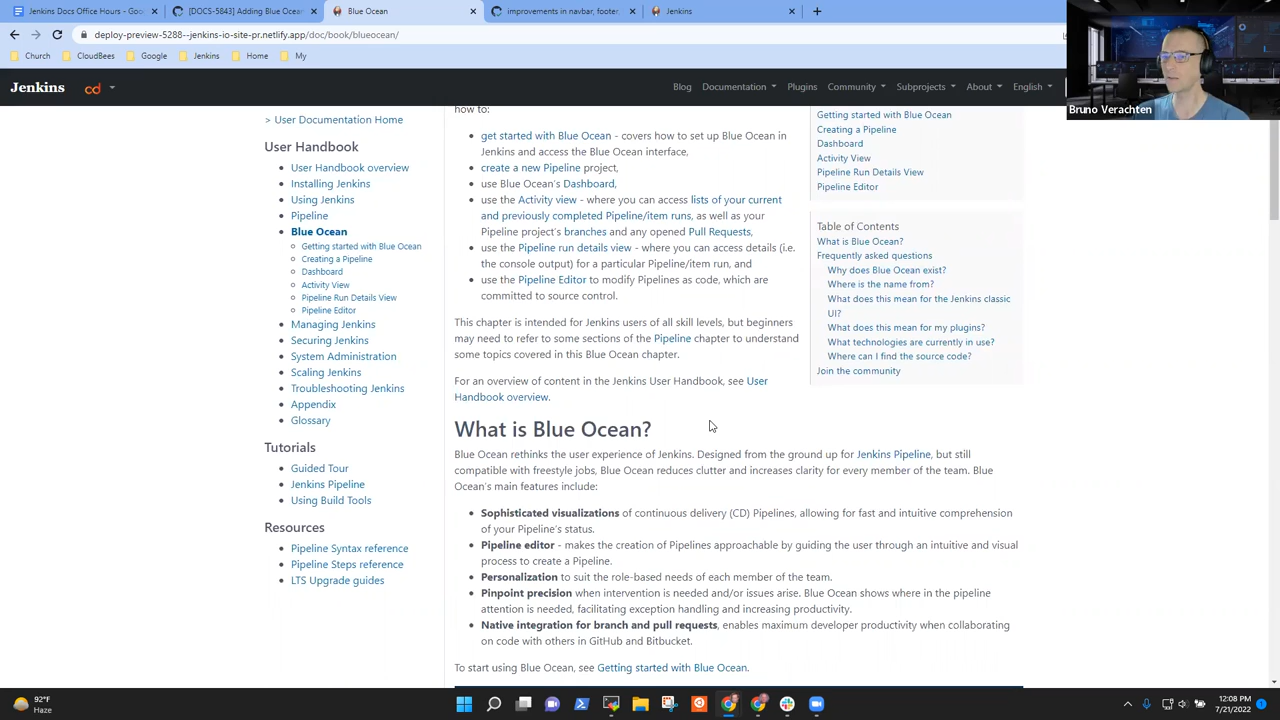 Jenkins Docs Office Hours - Goo
[DOCS-5843] Adding Blue Ocean
Blue Ocean
improvements in navbar, footer.
Jenkins
deploy-preview-5288--jenkins-io-site-pr.netlify.app/doc/book/blueocean/
Church
CloudBees
Google
Jenkins
Home
My
Bruno Verachten
Jenkins
cd
Blog
Documentation
Plugins
Community
Subprojects
About
English
> User Documentation Home
User Handbook
User Handbook overview
Installing Jenkins
Using Jenkins
Pipeline
Blue Ocean
Getting started with Blue Ocean
Creating a Pipeline
Dashboard
Activity View
Pipeline Run Details View
Pipeline Editor
Managing Jenkins
Securing Jenkins
System Administration
Scaling Jenkins
Troubleshooting Jenkins
Appendix
Glossary
Tutorials
Guided Tour
Jenkins Pipeline
Using Build Tools
Resources
Pipeline Syntax reference
Pipeline Steps reference
LTS Upgrade guides
how to:
get started with Blue Ocean - covers how to set up Blue Ocean in
Jenkins and access the Blue Ocean interface,
create a new Pipeline project,
use Blue Ocean's Dashboard,
use the Activity view - where you can access lists of your current
and previously completed Pipeline/item runs, as well as your
Pipeline project's branches and any opened Pull Requests,
use the Pipeline run details view - where you can access details (i.e.
the console output) for a particular Pipeline/item run, and
use the Pipeline Editor to modify Pipelines as code, which are
committed to source control.
This chapter is intended for Jenkins users of all skill levels, but beginners
may need to refer to some sections of the Pipeline chapter to understand
some topics covered in this Blue Ocean chapter.
For an overview of content in the Jenkins User Handbook, see User
Handbook overview.
What is Blue Ocean?
Blue Ocean rethinks the user experience of Jenkins. Designed from the ground up for Jenkins Pipeline, but still
compatible with freestyle jobs, Blue Ocean reduces clutter and increases clarity for every member of the team. Blue
Ocean's main features include:
Sophisticated visualizations of continuous delivery (CD) Pipelines, allowing for fast and intuitive comprehension
of your Pipeline's status.
Pipeline editor - makes the creation of Pipelines approachable by guiding the user through an intuitive and visual
process to create a Pipeline.
Personalization to suit the role-based needs of each member of the team.
Pinpoint precision when intervention is needed and/or issues arise. Blue Ocean shows where in the pipeline
attention is needed, facilitating exception handling and increasing productivity.
Native integration for branch and pull requests, enables maximum developer productivity when collaborating
on code with others in GitHub and Bitbucket.
To start using Blue Ocean, see Getting started with Blue Ocean.
Getting started with Blue Ocean
Creating a Pipeline
Dashboard
Activity View
Pipeline Run Details View
Pipeline Editor
Table of Contents
What is Blue Ocean?
Frequently asked questions
Why does Blue Ocean exist?
Where is the name from?
What does this mean for the Jenkins classic
UI?
What does this mean for my plugins?
What technologies are currently in use?
Where can I find the source code?
Join the community
92°F
Haze
12:08 PM
7/21/2022